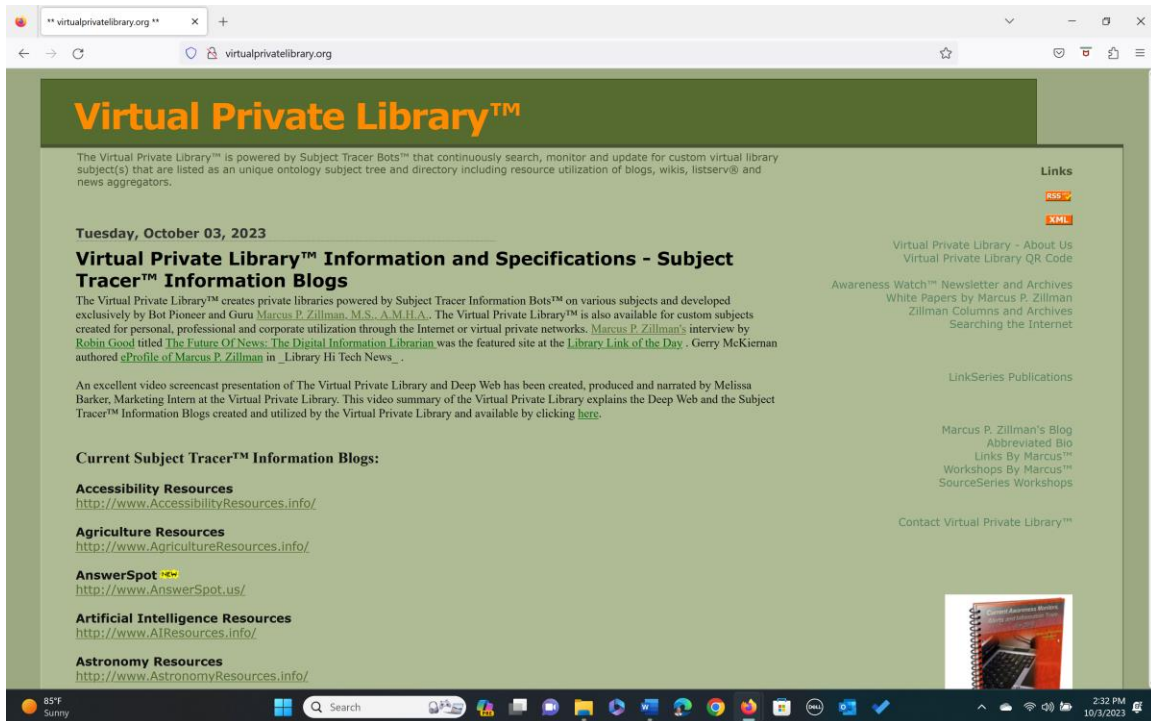 ** virtualprivatelibrary.org **
virtualprivatelibrary.org
Virtual Private Library™
The Virtual Private Library™ is powered by Subject Tracer Bots™ that continuously search, monitor and update for custom virtual library
subject(s) that are listed as an unique ontology subject tree and directory including resource utilization of blogs, wikis, listserv® and
news aggregators.
Tuesday, October 03, 2023
Virtual Private Library™ Information and Specifications - Subject
Tracer™ Information Blogs
The Virtual Private Library™ creates private libraries powered by Subject Tracer Information Bots™ on various subjects and developed
exclusively by Bot Pioneer and Guru Marcus P. Zillman, M.S., A.M.H.A.. The Virtual Private Library™ is also available for custom subjects
created for personal, professional and corporate utilization through the Internet or virtual private networks. Marcus P. Zillman's interview by
Robin Good titled The Future Of News: The Digital Information Librarian was the featured site at the Library Link of the Day . Gerry McKiernan
authored eProfile of Marcus P. Zillman in _Library Hi Tech News_ .
An excellent video screencast presentation of The Virtual Private Library and Deep Web has been created, produced and narrated by Melissa
Barker, Marketing Intern at the Virtual Private Library. This video summary of the Virtual Private Library explains the Deep Web and the Subject
Tracer™ Information Blogs created and utilized by the Virtual Private Library and available by clicking here.
Current Subject Tracer™ Information Blogs:
Accessibility Resources
http://www.AccessibilityResources.info/
Agriculture Resources
http://www.AgricultureResources.info/
AnswerSpot NEW
http://www.AnswerSpot.us/
Artificial Intelligence Resources
http://www.AIResources.info/
Astronomy Resources
http://www.AstronomyResources.info/
Links
RSS
XML
Virtual Private Library - About Us
Virtual Private Library QR Code
Awareness Watch™ Newsletter and Archives
White Papers by Marcus P. Zillman
Zillman Columns and Archives
Searching the Internet
LinkSeries Publications
Marcus P. Zillman's Blog
Abbreviated Bio
Links By Marcus™
Workshops By Marcus™
SourceSeries Workshops
Contact Virtual Private Library™
Current Awareness Monitors,
85°F
Sunny
Search
DELL
2:32 PM
10/3/2023